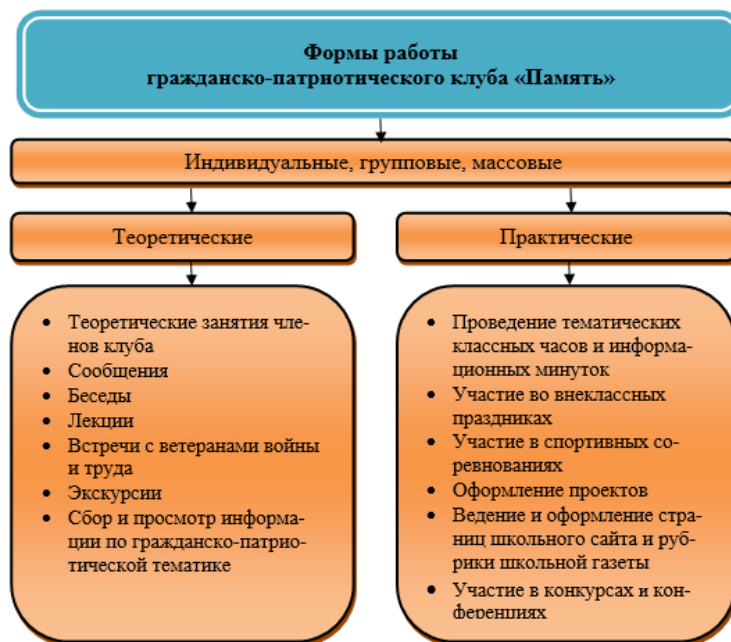 Формы работы
гражданско-патриотического клуба «Память»
Индивидуальные, групповые, массовые
Теоретические
Практические
• Теоретические занятия чле-
нов клуба
• Сообщения
• Беседы
• Лекции
• Встречи с ветеранами войны
и труда
• Экскурсии
• Сбор и просмотр информа-
ции по гражданско-патрио-
тической тематике
• Проведение тематических
классных часов и информа-
ционных минуток
• Участие во внеклассных
праздниках
• Участие в спортивных со-
ревнованиях
• Оформление проектов
• Ведение и оформление стра-
ниц школьного сайта и руб-
рики школьной газеты
• Участие в конкурсах и кон-
ференциях